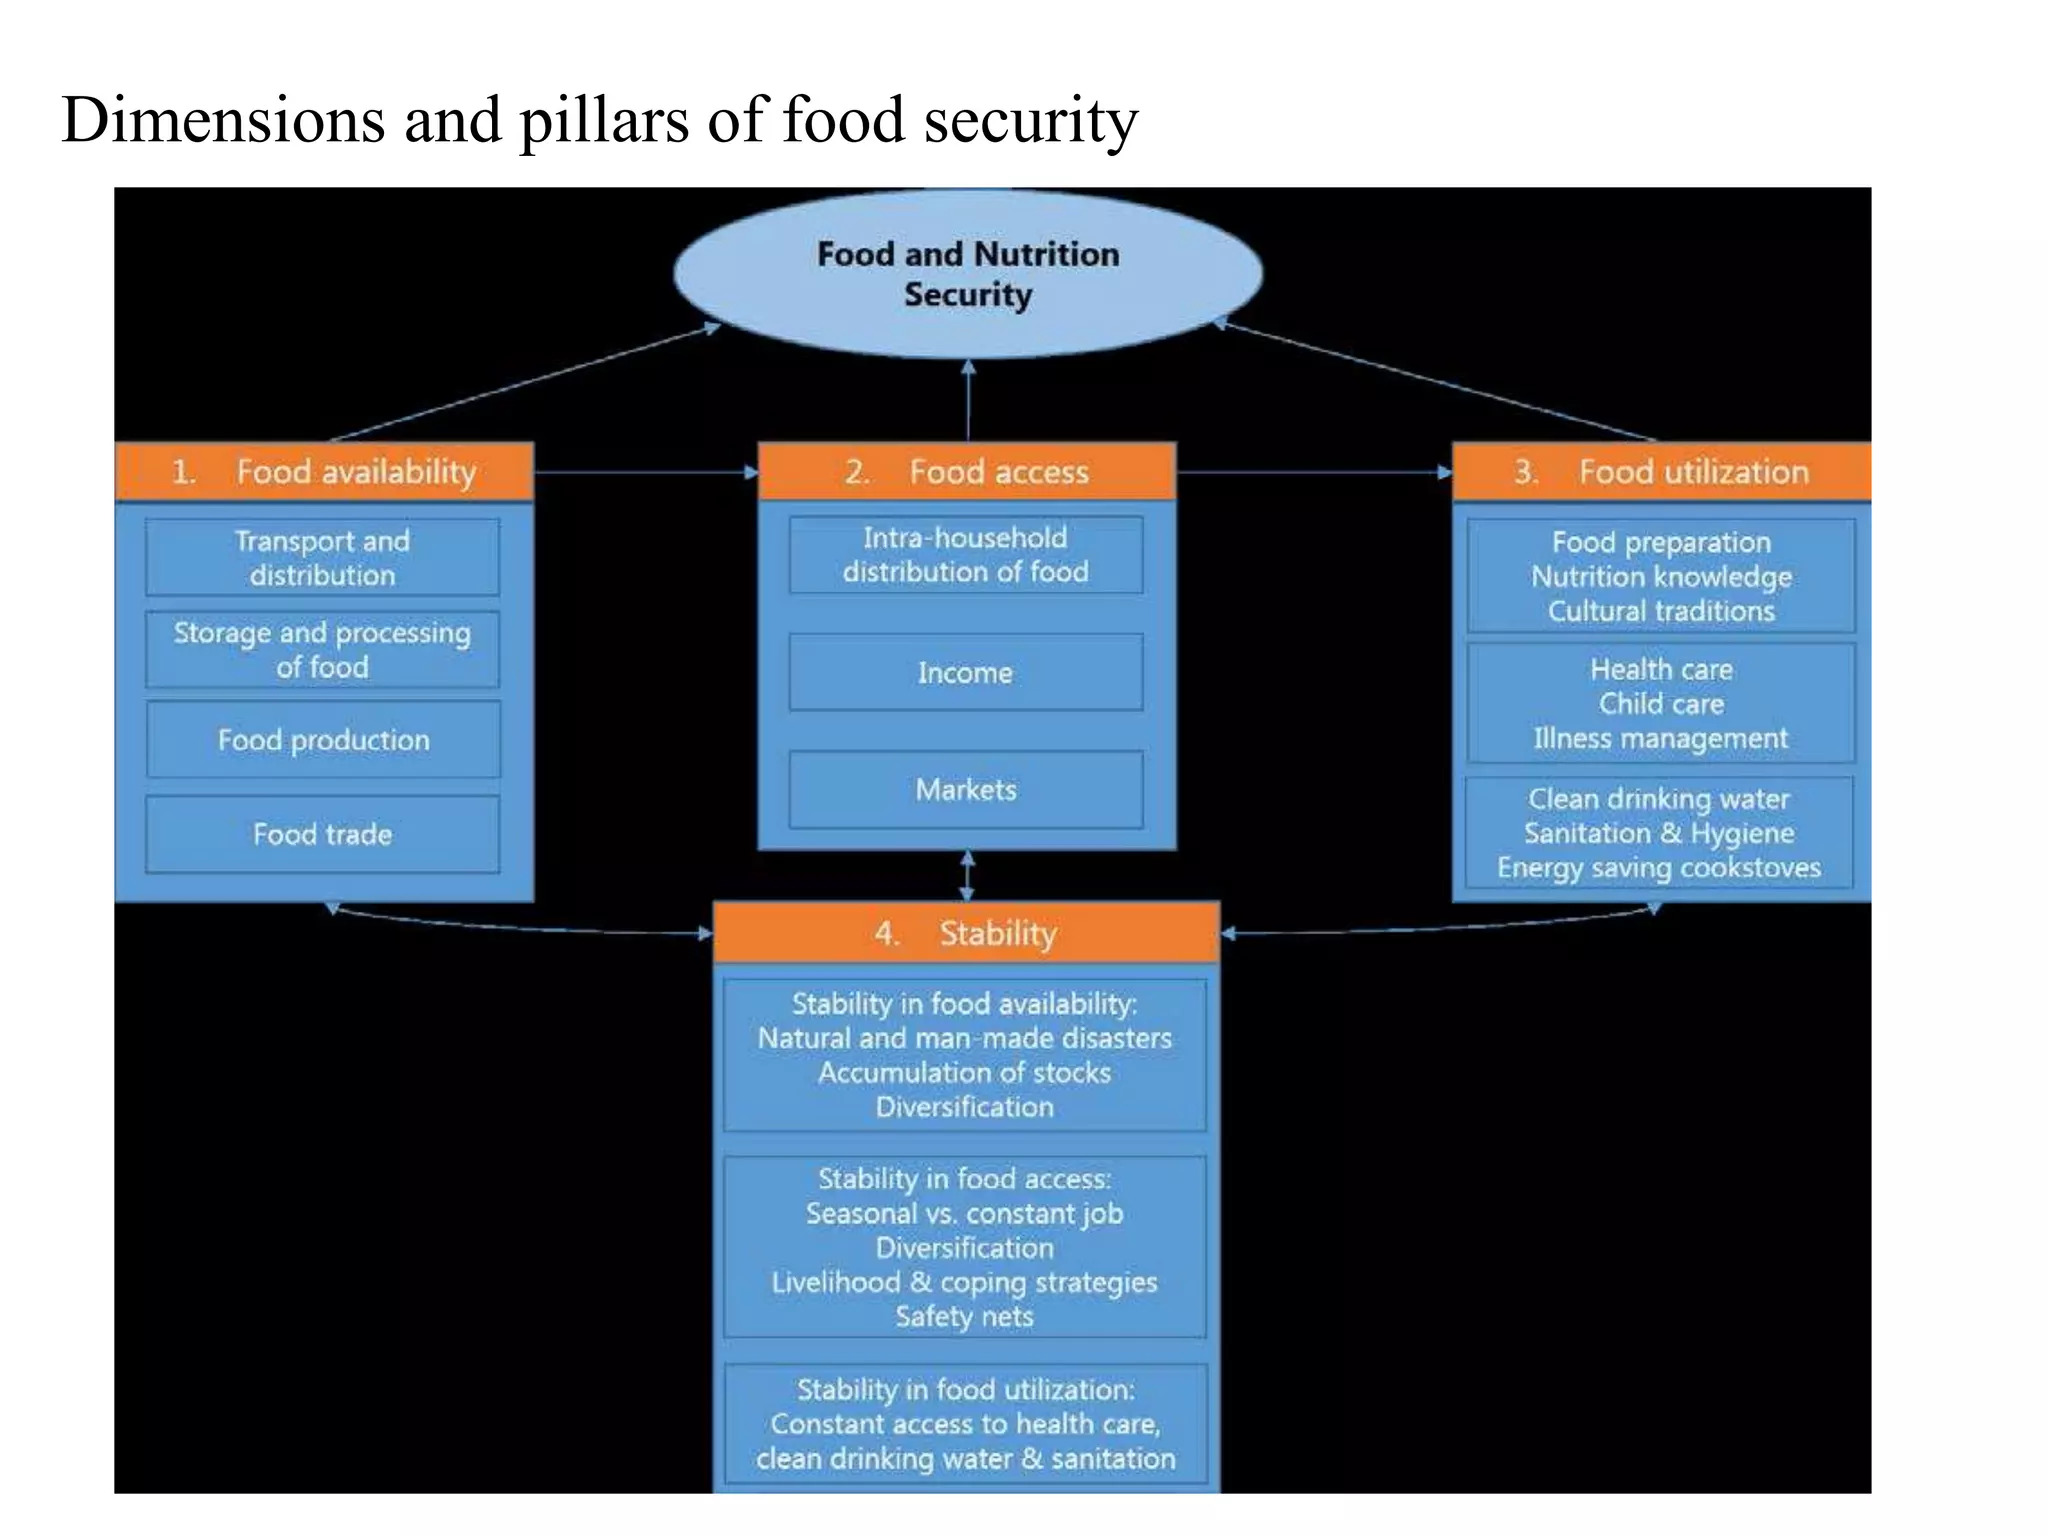 Dimensions and pillars of food security
Food and Nutrition
Security
1. Food availability
Transport and
distribution
Storage and processing
of food
Food production
Food trade
2. Food access
Intra-household
distribution of food
Income
Markets
3. Food utilization
Food preparation
Nutrition knowledge
Cultural traditions
Health care
Child care
Illness management
Clean drinking water
Sanitation & Hygiene
Energy saving cookstoves
4. Stability
Stability in food availability:
Natural and man-made disasters
Accumulation of stocks
Diversification
Stability in food access:
Seasonal vs. constant job
Diversification
Livelihood & coping strategies
Safety nets
Stability in food utilization:
Constant access to health care,
clean drinking water & sanitation